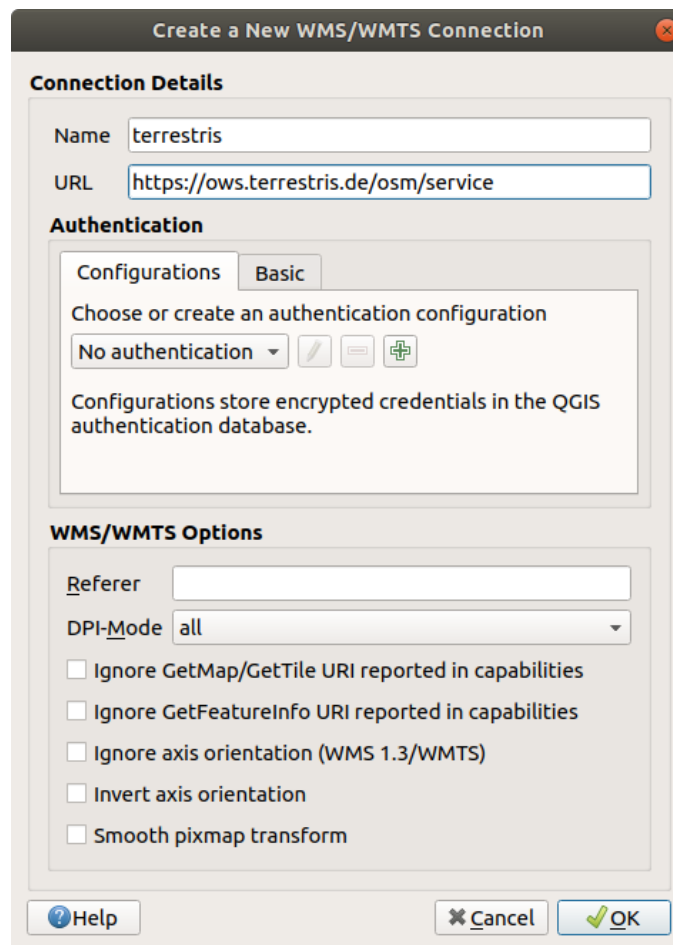 Create a New WMS/WMTS Connection
Connection Details
Name terrestris
URL https://ows.terrestris.de/osm/service
Authentication
Configurations Basic
Choose or create an authentication configuration
No authentication
Configurations store encrypted credentials in the QGIS
authentication database.
WMS/WMTS Options
Referer
DPI-Mode all
Ignore GetMap/GetTile URI reported in capabilities
Ignore GetFeatureInfo URI reported in capabilities
Ignore axis orientation (WMS 1.3/WMTS)
Invert axis orientation
Smooth pixmap transform
Help Cancel OK